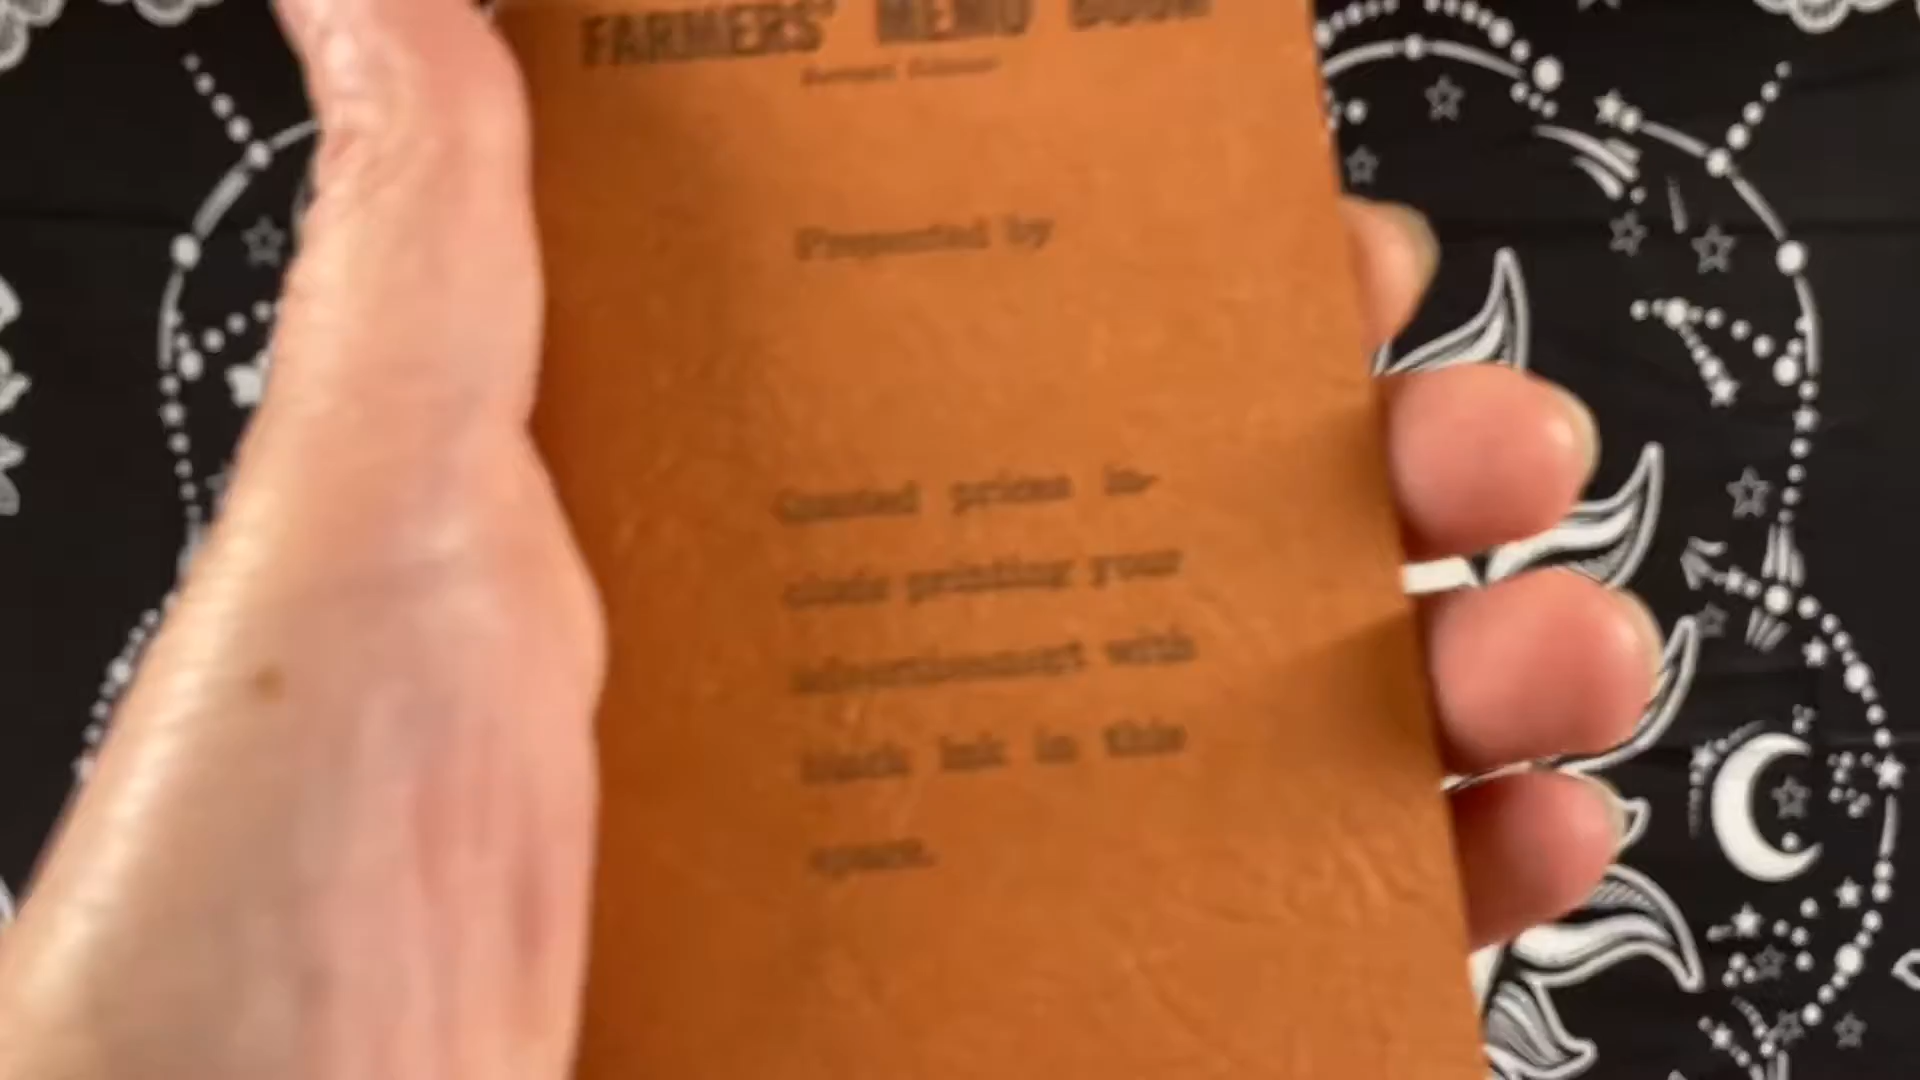 FARMERS' MEMO BOOK
Presented by
Quoted prices in-
clude printing your
advertisement with
black ink in this
space.